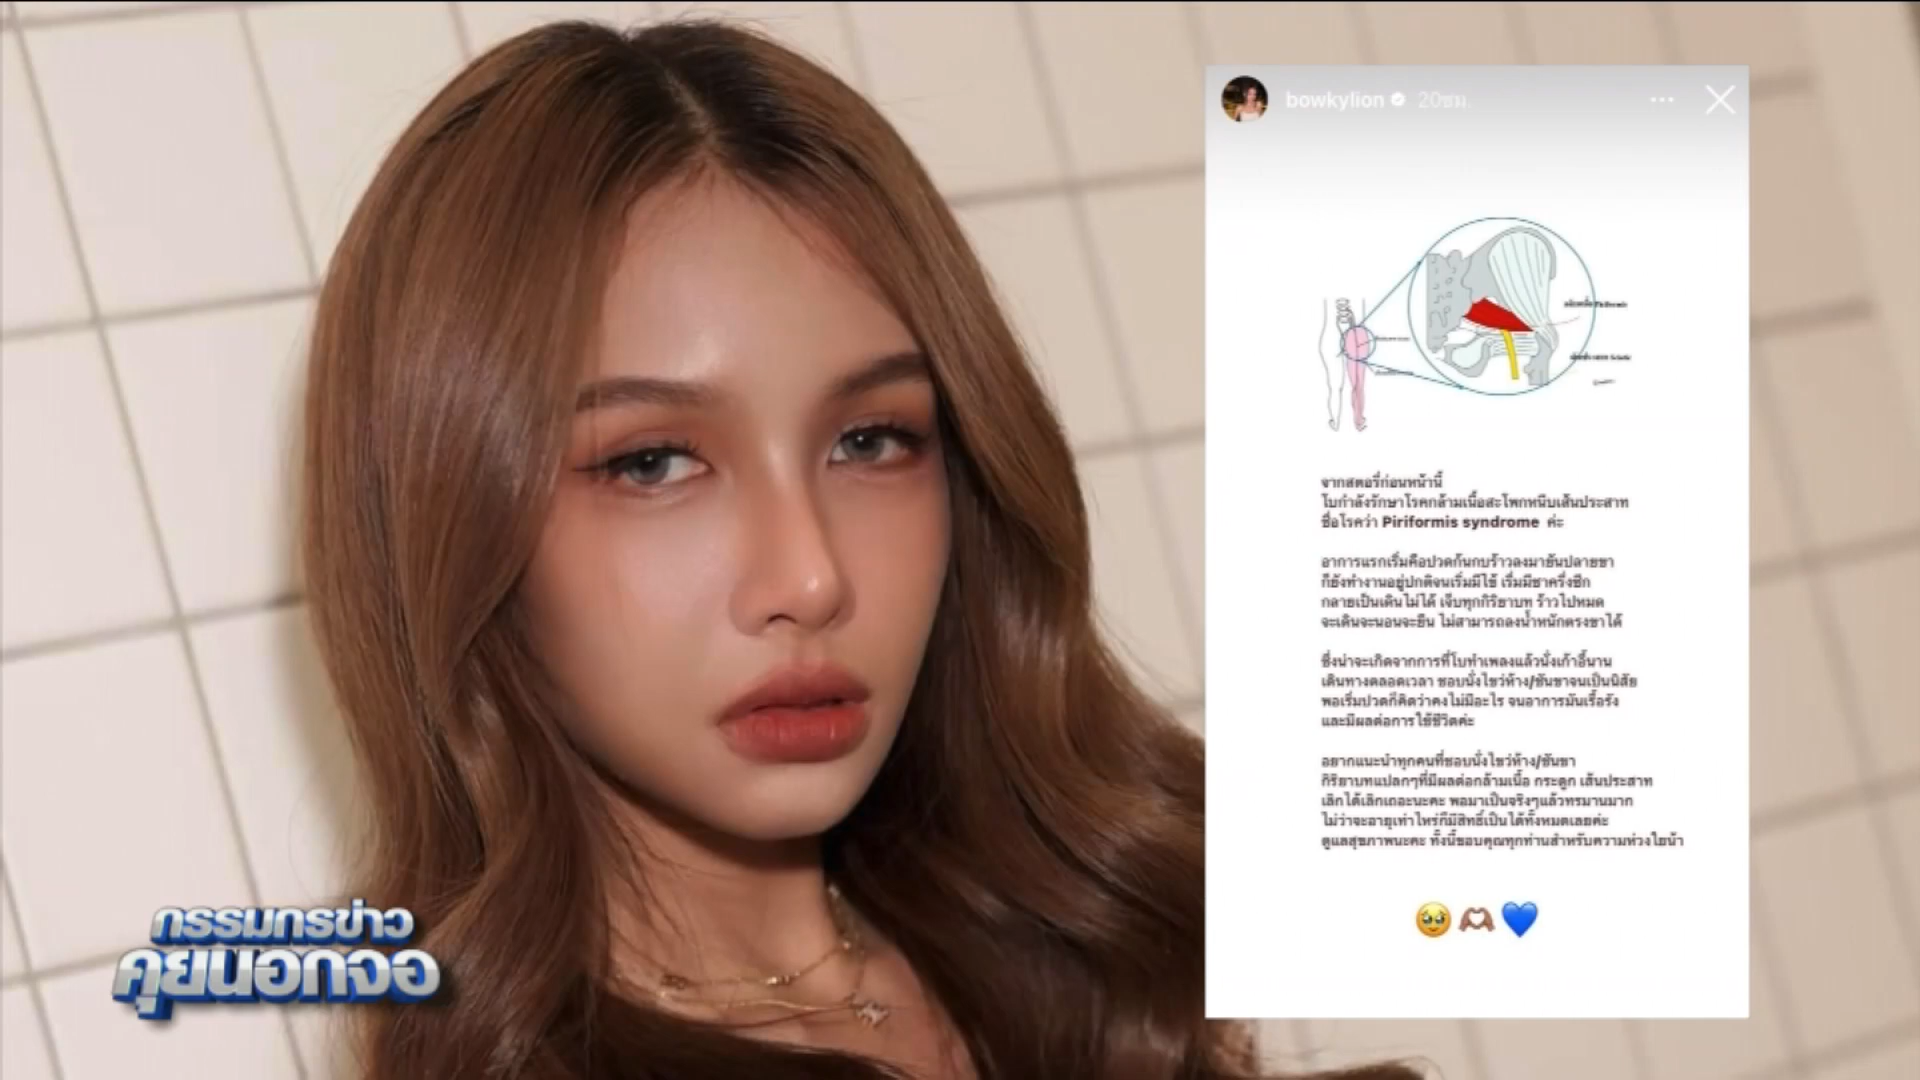 bowkylion 20ชม.
จากสตอรี่ก่อนหน้านี้
โบกำลังรักษาโรคกล้ามเนื้อสะโพกหนีบเส้นประสาท
ชื่อโรคว่า Piriformis syndrome ค่ะ
อาการแรกเริ่มคือปวดก้นกบร้าวลงมายันปลายขา
ก็ยังทำงานอยู่ปกติจนเริ่มมีไข้ เริ่มมีชาครึ่งซีก
กลายเป็นเดินไม่ได้ เจ็บทุกกิริยาบท ร้าวไปหมด
จะเดินจะนอนจะยืน ไม่สามารถลงน้ำหนักตรงขาได้
ซึ่งน่าจะเกิดจากการที่โบทำเพลงแล้วนั่งเก้าอี้นาน
เดินทางตลอดเวลา ชอบนั่งไขว่ห้าง/ชันขาจนเป็นนิสัย
พอเริ่มปวดก็คิดว่าคงไม่มีอะไร จนอาการมันเรื้อรัง
และมีผลต่อการใช้ชีวิตค่ะ
อยากแนะนำทุกคนที่ชอบนั่งไขว่ห้าง/ชันขา
กิริยาบทแปลกๆที่มีผลต่อกล้ามเนื้อ กระดูก เส้นประสาท
เลิกได้เลิกเถอะนะคะ พอมาเป็นจริงๆแล้วทรมานมาก
ไม่ว่าจะอายุเท่าไหร่ก็มีสิทธิ์เป็นได้ทั้งหมดเลยค่ะ
ดูแลสุขภาพนะคะ ทั้งนี้ขอบคุณทุกท่านสำหรับความห่วงใยน้า
🥹🫶🏽💙
กรรมกรข่าว
คุยนอกจอ